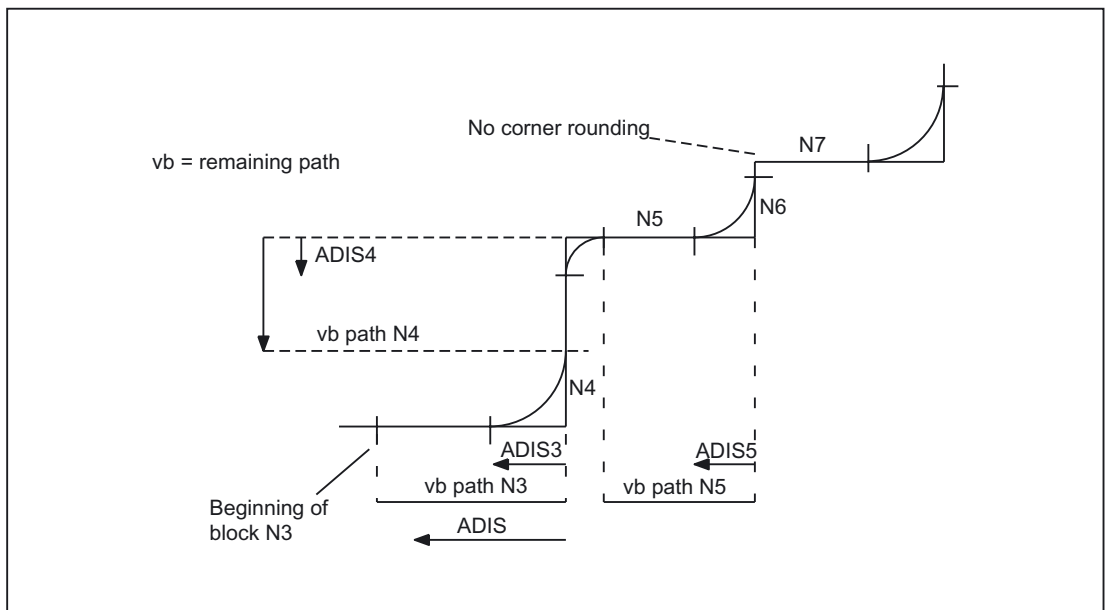 No corner rounding
N7
vb = remaining path
N6
N5
ADIS4
vb path N4
N4
ADIS3
ADIS5
vb path N3
vb path N5
Beginning of
block N3
ADIS